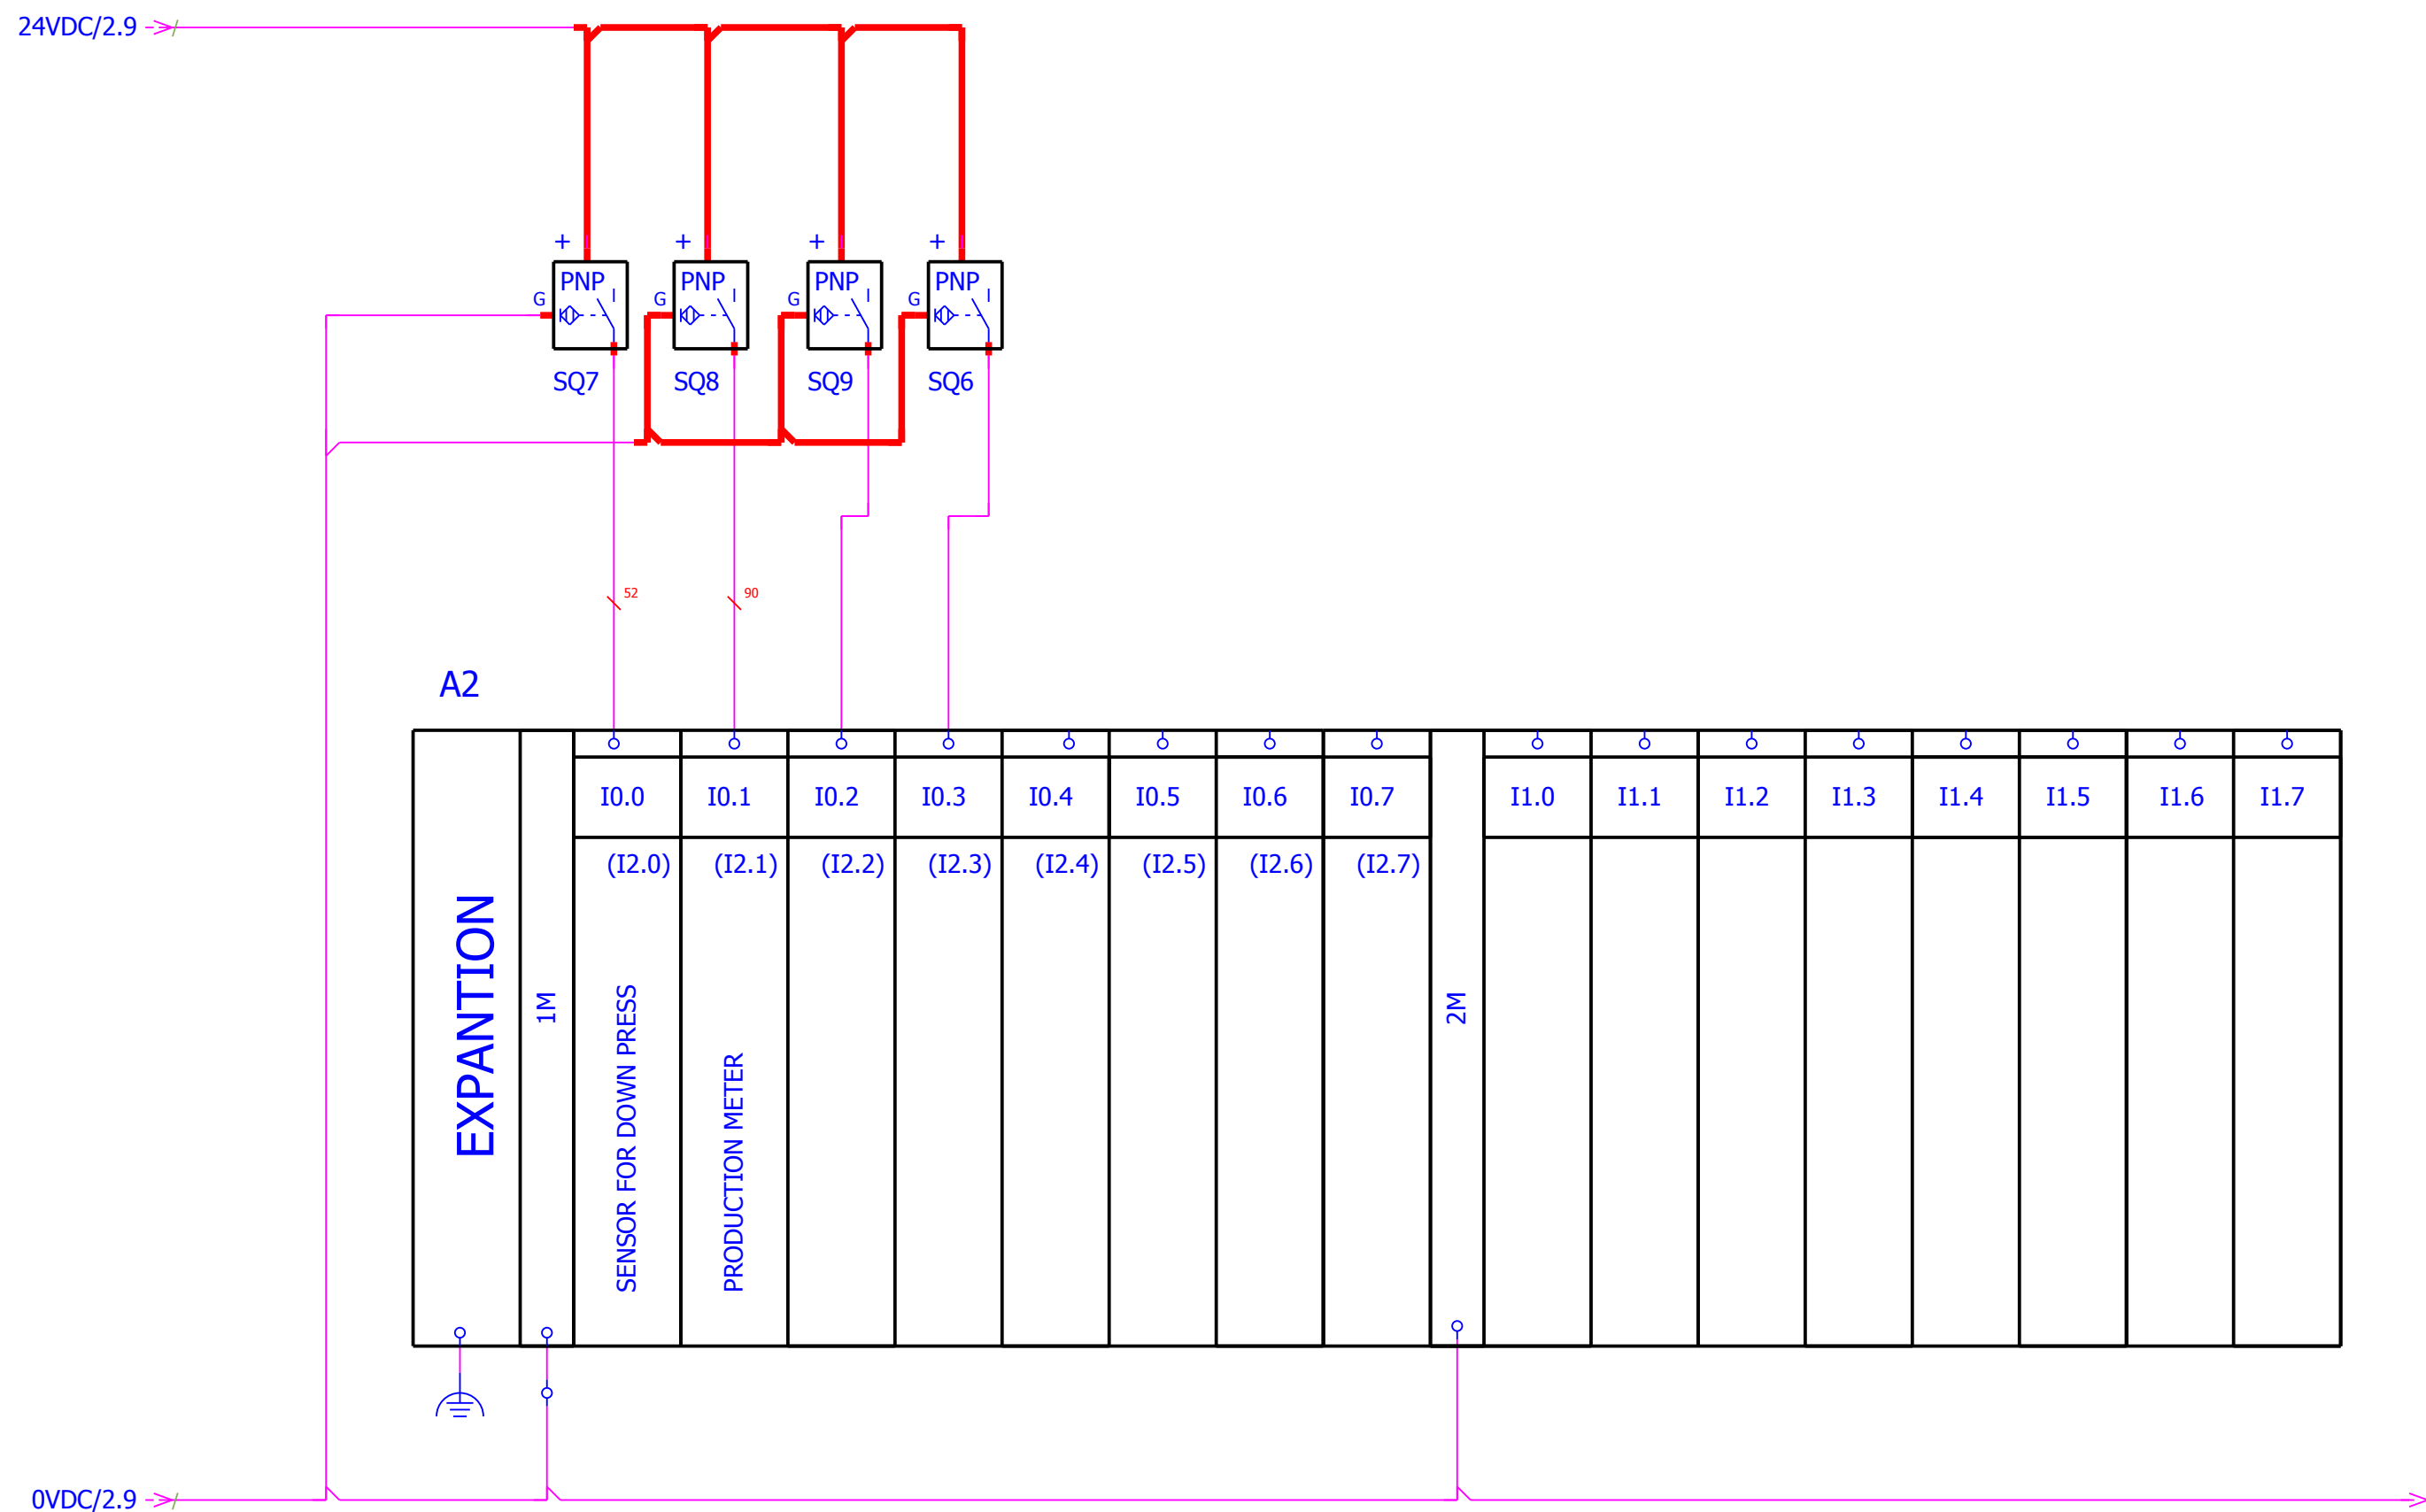 24VDC/2.9
+ + + +
PNP PNP PNP PNP
G G G G
SQ7 SQ8 SQ9 SQ6
52 90
A2
I0.0 I0.1 I0.2 I0.3 I0.4 I0.5 I0.6 I0.7 I1.0 I1.1 I1.2 I1.3 I1.4 I1.5 I1.6 I1.7
(I2.0) (I2.1) (I2.2) (I2.3) (I2.4) (I2.5) (I2.6) (I2.7)
EXPANTION
1M
SENSOR FOR DOWN PRESS
PRODUCTION METER
2M
0VDC/2.9